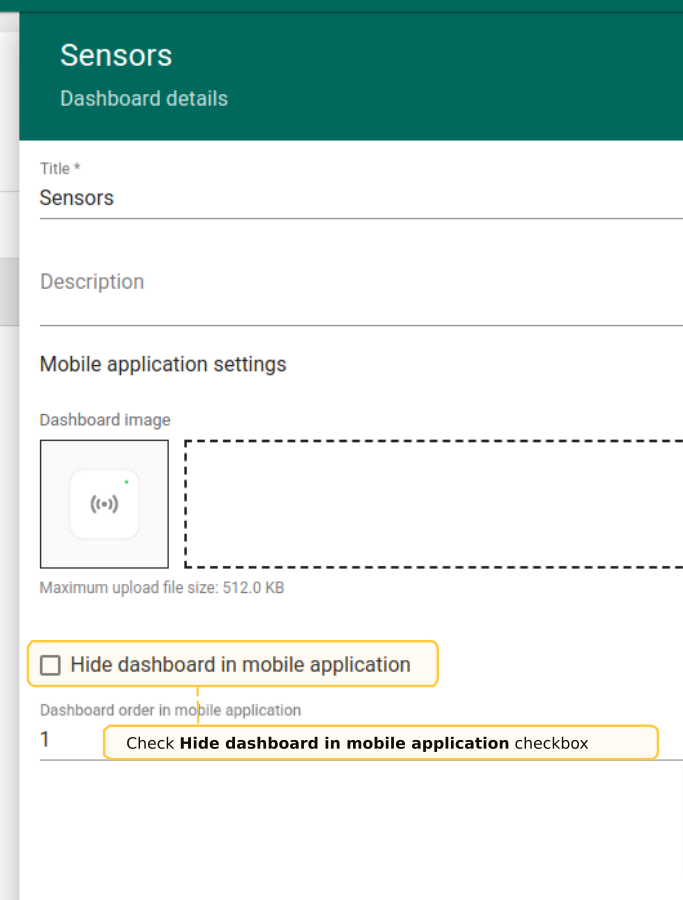 Sensors
Dashboard details
Title *
Sensors
Description
Mobile application settings
Dashboard image
Maximum upload file size: 512.0 KB
Hide dashboard in mobile application
Dashboard order in mobile application
1
Check Hide dashboard in mobile application checkbox